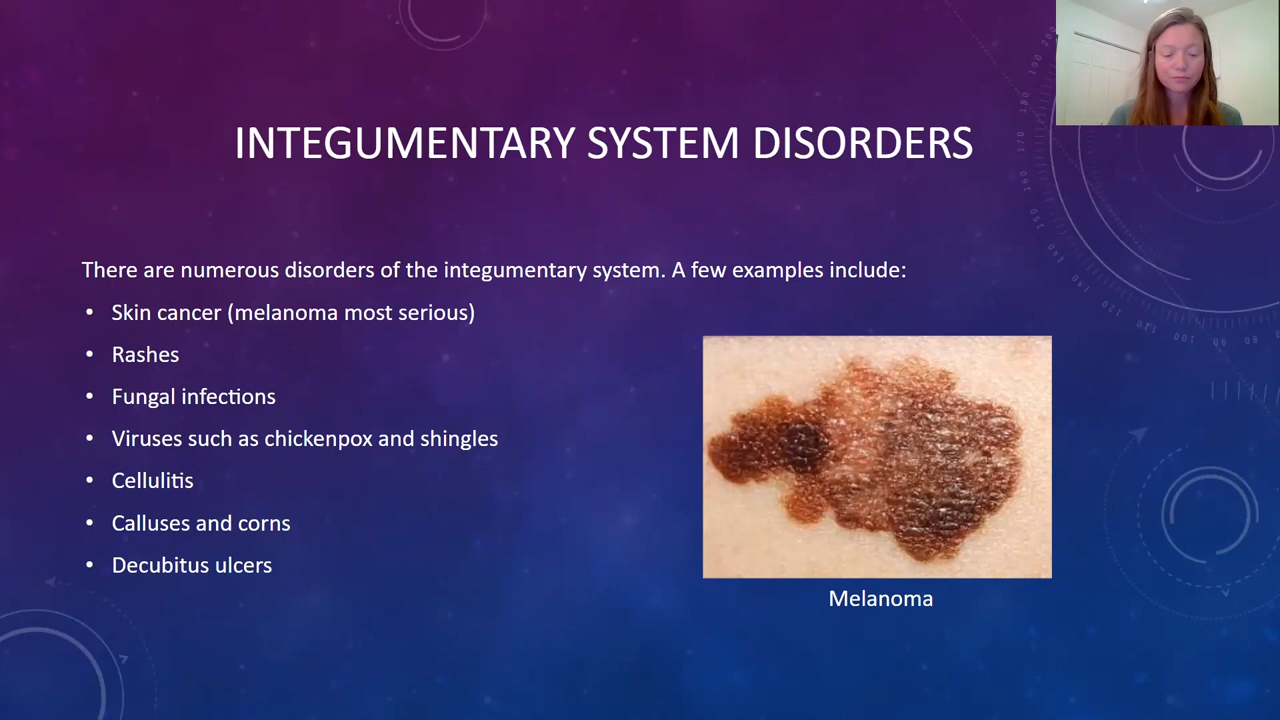 INTEGUMENTARY SYSTEM DISORDERS
There are numerous disorders of the integumentary system. A few examples include:
• Skin cancer (melanoma most serious)
• Rashes
• Fungal infections
• Viruses such as chickenpox and shingles
• Cellulitis
• Calluses and corns
• Decubitus ulcers
Melanoma